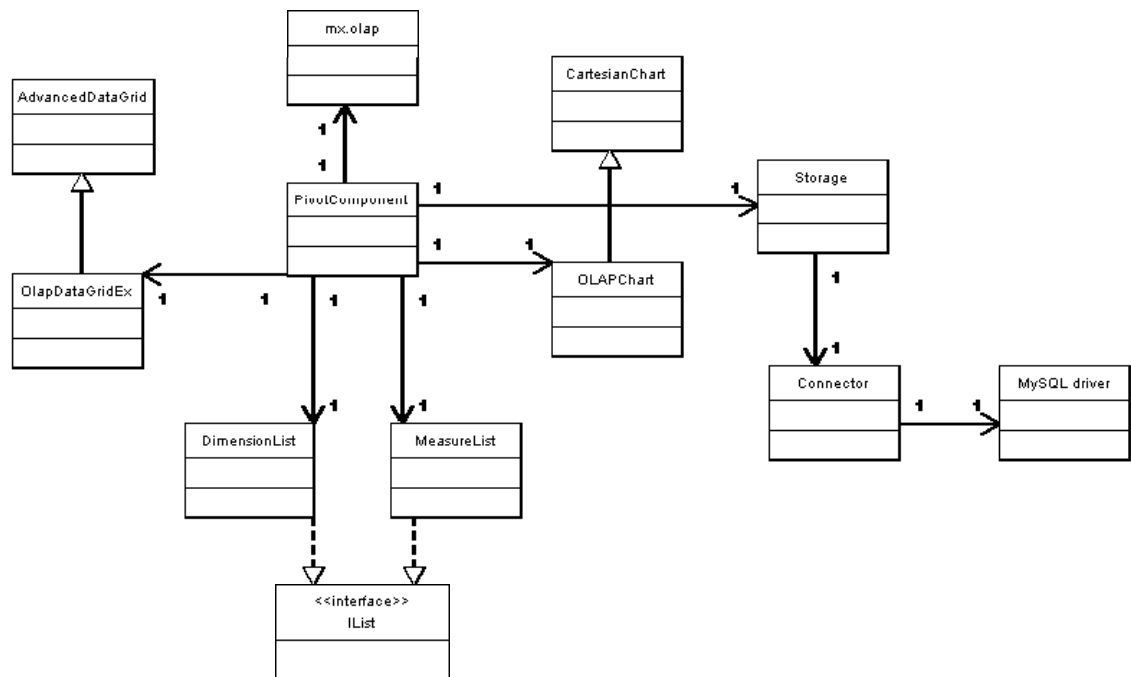 mx.olap
CartesianChart
AdvancedDataGrid
1
1
Storage
PivotComponent
1
1
1
1
OlapDataGridEx
OLAPChart
1
1
1
1
1
1
Connector
MySQL driver
1
1
1
1
DimensionList
MeasureList
<<interface>>
IList